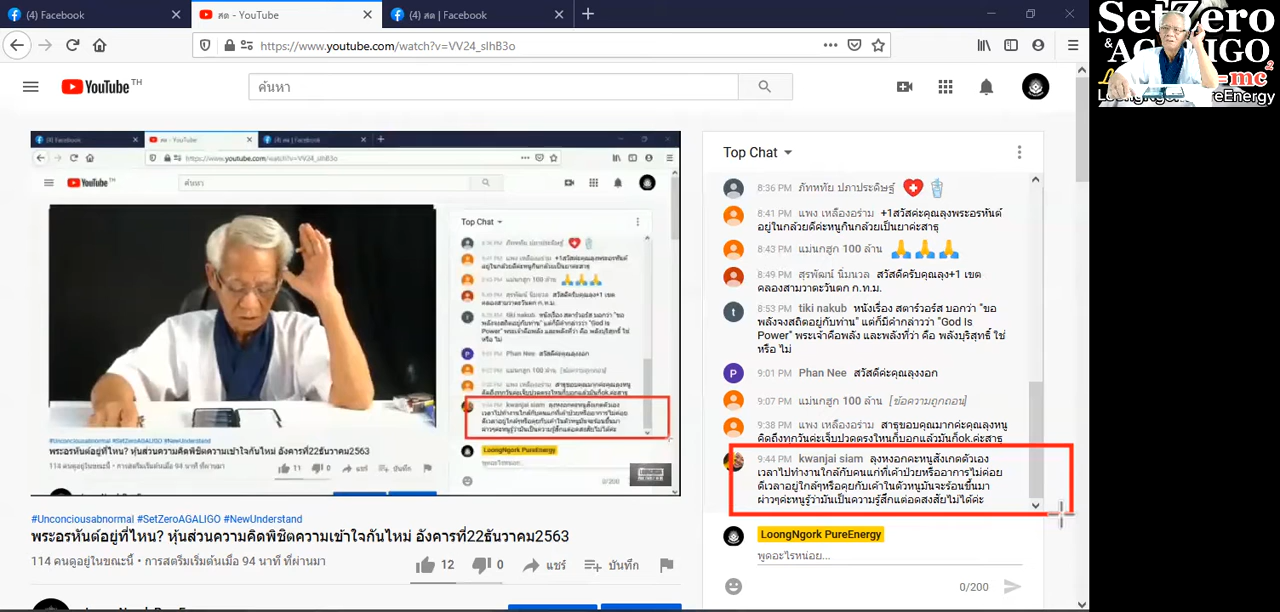 (4) Facebook
สด - YouTube
(4) สด | Facebook
https://www.youtube.com/watch?v=VV24_sIhB3o
SetZero
& AGALIGO
=mc²
YouTube TH
ค้นหา
Top Chat
8:36 PM ภัทททัย ปภาประดิษฐ์
8:41 PM แพง เหลืองอร่าม +1สวัสค่ะคุณลุงพระอรหันต์
อยู่ในกล้วยดีค่ะหนูกินกล้วยเป็นยาค่ะสาธุ
8:43 PM แม่นกฮูก 100 ล้าน
8:49 PM สุรพัฒน์ นิ่มนวล สวัสดีครับคุณลุง+1 เขต
คลองสามวาตะวันตก ก.ท.ม.
8:53 PM tiki nakub หนังเรื่อง สตาร์วอร์ส บอกว่า "ขอ
พลังจงสถิตอยู่กับท่าน" แต่ก็มีคำกล่าวว่า "God Is
Power" พระเจ้าคือพลัง และพลังที่ว่า คือ พลังบุริสุทธิ์ ใช่
หรือ ไม่
9:01 PM Phan Nee สวัสดีค่ะคุณลุงงอก
9:07 PM แม่นกฮูก 100 ล้าน [ข้อความถูกถอน]
9:38 PM แพง เหลืองอร่าม สาธุขอบคุณมากค่ะคุณลุงหนู
คิดถึงทุกวันค่ะเจ็บปวดตรงไหนก็บอกแล้วมันก็ok.ค่ะสาธุ
9:44 PM kwanjai siam ลุงหงอกคะหนูสังเกตตัวเอง
เวลาไปทำงานใกล้กับคนแก่ที่เค้าป่วยหรืออาการไม่ค่อย
ดีเวลาอยู่ใกล้ๆหรือคุยกับเค้าในตัวหนูมันจะร้อนขึ้นมา
ผ่าวๆค่ะหนูรู้ว่ามันเป็นความรู้สึกแต่อดสงสัยไม่ได้ค่ะ
LoongNgork PureEnergy
พูดอะไรหน่อย...
0/200
#Unconciousabnormal #SetZeroAGALIGO #NewUnderstand
พระอรหันต์อยู่ที่ไหน? หุ้นส่วนความคิดพิชิตความเข้าใจกันใหม่ อังคารที่22ธันวาคม2563
114 คนดูอยู่ในขณะนี้ • การสตรีมเริ่มต้นเมื่อ 94 นาที ที่ผ่านมา
12
0
แชร์
บันทึก